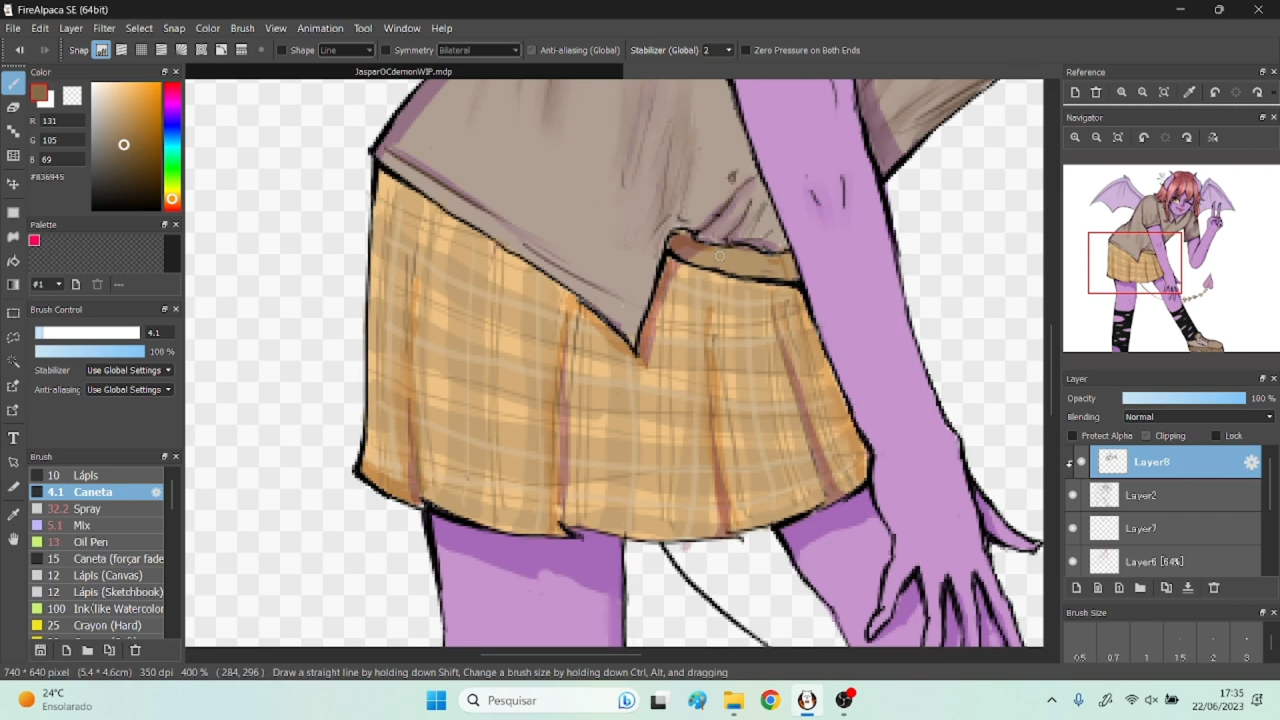 FireAlpaca SE (64bit)
File Edit Layer Filter Select Snap Color Brush View Animation Tool Window Help
Snap Shape Line Symmetry Bilateral Anti-aliasing (Global) Stabilizer (Global) 2 Zero Pressure on Both Ends
JasparOCdemonWIP.mdp
Color
R 131
G 105
B 69
#836945
Palette
#1
Brush Control
4.1
100 %
Stabilizer Use Global Settings
Anti-aliasing Use Global Settings
Brush
10 Lápis
4.1 Caneta
32.2 Spray
5.1 Mix
13 Oil Pen
15 Caneta (forçar fade
12 Lápis (Canvas)
12 Lápis (Sketchbook)
100 Ink(like Watercolor
25 Crayon (Hard)
Reference
Navigator
Layer
Opacity 100 %
Blending Normal
Protect Alpha Clipping Lock
Layer8
Layer2
Layer7
Layer6 [64%]
Brush Size
0.5 0.7 1 1.5 2 3
740 * 640 pixel (5.4 * 4.6cm) 350 dpi 400 % ( 284, 296 ) Draw a straight line by holding down Shift, Change a brush size by holding down Ctrl, Alt, and dragging
24°C
Ensolarado
Pesquisar
17:35
22/06/2023